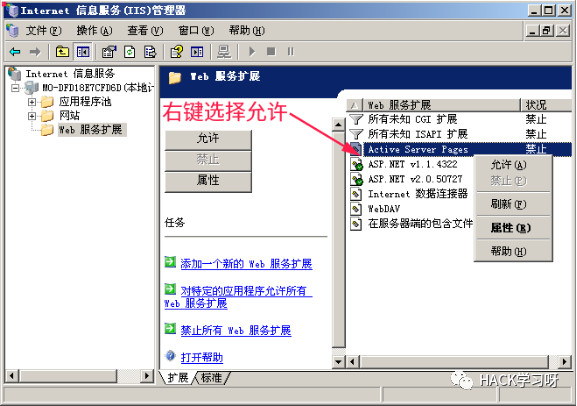 Internet 信息服务(IIS)管理器
文件(F) 操作(A) 查看(V) 窗口(W) 帮助(H)
Internet 信息服务
MO-DFD18E7CFD6D(本地计
应用程序池
网站
Web 服务扩展
Web 服务扩展
右键选择允许
允许
禁止
属性
任务
添加一个新的 Web 服务扩展
对特定的应用程序允许所有
Web 服务扩展
禁止所有 Web 服务扩展
打开帮助
Web 服务扩展 状况
所有未知 CGI 扩展 禁止
所有未知 ISAPI 扩展 禁止
Active Server Pages 禁止
ASP.NET v1.1.4322
ASP.NET v2.0.50727
Internet 数据连接器
WebDAV
在服务器端的包含文件
允许(A)
禁止(P)
刷新(F)
属性(R)
帮助(H)
扩展 标准
HACK学习呀